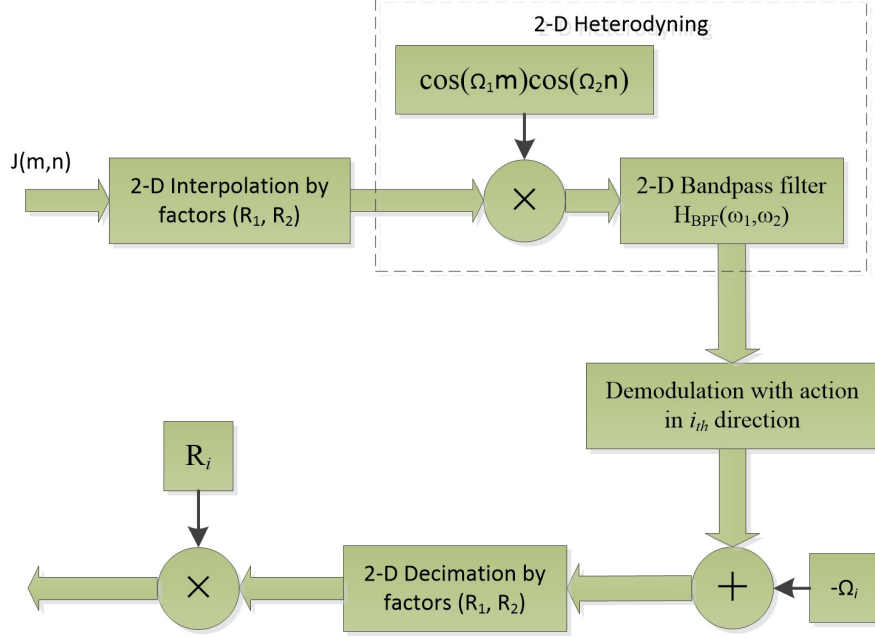 2-D Heterodyning
cos(Ω₁m)cos(Ω₂n)
J(m,n)
2-D Interpolation by
factors (R₁, R₂)
×
2-D Bandpass filter
H_BPF(ω₁,ω₂)
Demodulation with action
in i_th direction
R_i
×
2-D Decimation by
factors (R₁, R₂)
+
-Ω_i